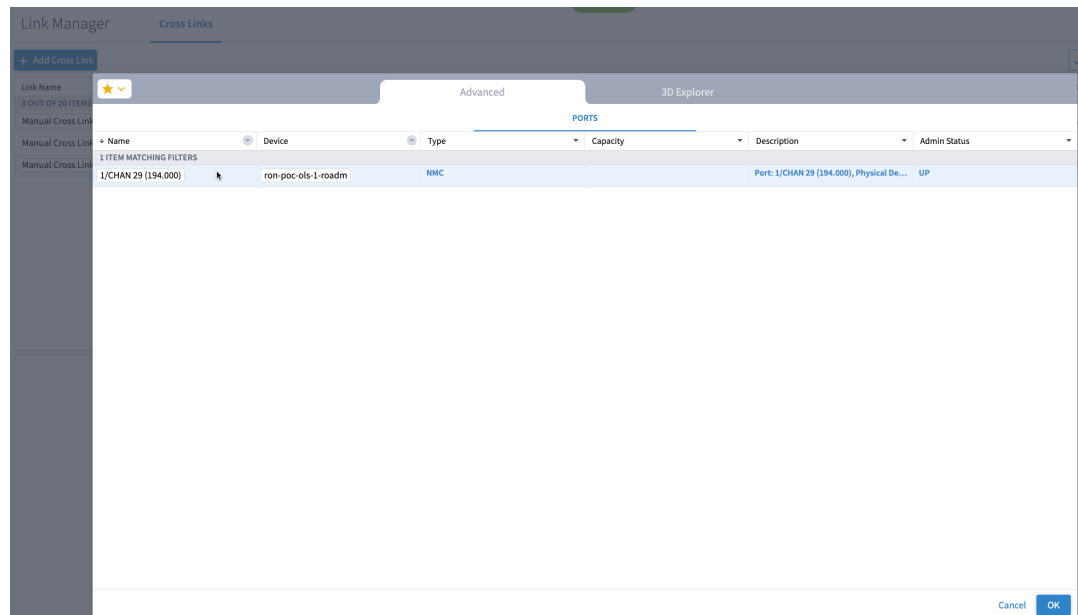 Link Manager Cross Links
+ Add Cross Link
Link Name
3 OUT OF 20 ITEMS
Manual Cross Link
Manual Cross Link
Manual Cross Link
Advanced 3D Explorer
PORTS
Name Device Type Capacity Description Admin Status
1 ITEM MATCHING FILTERS
1/CHAN 29 (194.000) ron-poc-ols-1-roadm NMC Port: 1/CHAN 29 (194.000), Physical De... UP
Cancel OK